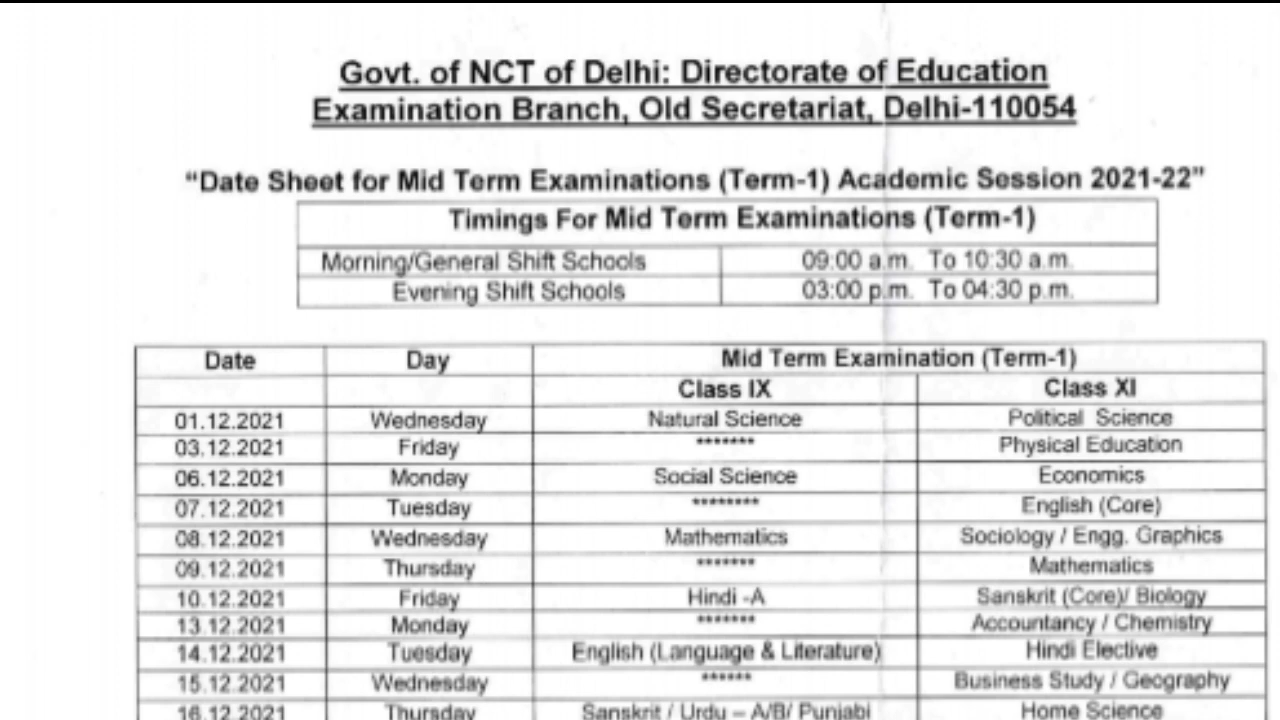 Govt. of NCT of Delhi: Directorate of Education
Examination Branch, Old Secretariat, Delhi-110054
“Date Sheet for Mid Term Examinations (Term-1) Academic Session 2021-22”
Timings For Mid Term Examinations (Term-1)
Morning/General Shift Schools 09:00 a.m. To 10:30 a.m.
Evening Shift Schools 03:00 p.m. To 04:30 p.m.
Date Day Mid Term Examination (Term-1)
Class IX Class XI
01.12.2021 Wednesday Natural Science Political Science
03.12.2021 Friday ******* Physical Education
06.12.2021 Monday Social Science Economics
07.12.2021 Tuesday ******** English (Core)
08.12.2021 Wednesday Mathematics Sociology / Engg. Graphics
09.12.2021 Thursday ******* Mathematics
10.12.2021 Friday Hindi -A Sanskrit (Core)/ Biology
13.12.2021 Monday ******* Accountancy / Chemistry
14.12.2021 Tuesday English (Language & Literature) Hindi Elective
15.12.2021 Wednesday ****** Business Study / Geography
16.12.2021 Thursday Sanskrit / Urdu – A/B/ Punjabi Home Science